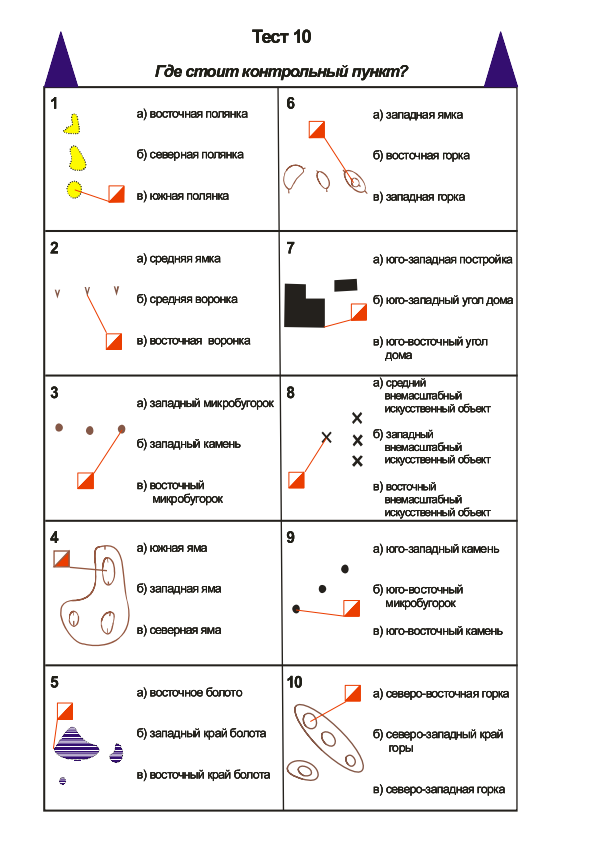 Тест 10
Где стоит контрольный пункт?
1
а) восточная полянка
б) северная полянка
в) южная полянка
2
а) средняя ямка
б) средняя воронка
в) восточная воронка
3
а) западный микробугорок
б) западный камень
в) восточный
микробугорок
4
а) южная яма
б) западная яма
в) северная яма
5
а) восточное болото
б) западный край болота
в) восточный край болота
6
а) западная ямка
б) восточная горка
в) западная горка
7
а) юго-западная постройка
б) юго-западный угол дома
в) юго-восточный угол
дома
8
а) средний
внемасштабный
искусственный объект
б) западный
внемасштабный
искусственный объект
в) восточный
внемасштабный
искусственный объект
9
а) юго-западный камень
б) юго-восточный
микробугорок
в) юго-восточный камень
10
а) северо-восточная горка
б) северо-западный край
горы
в) северо-западная горка